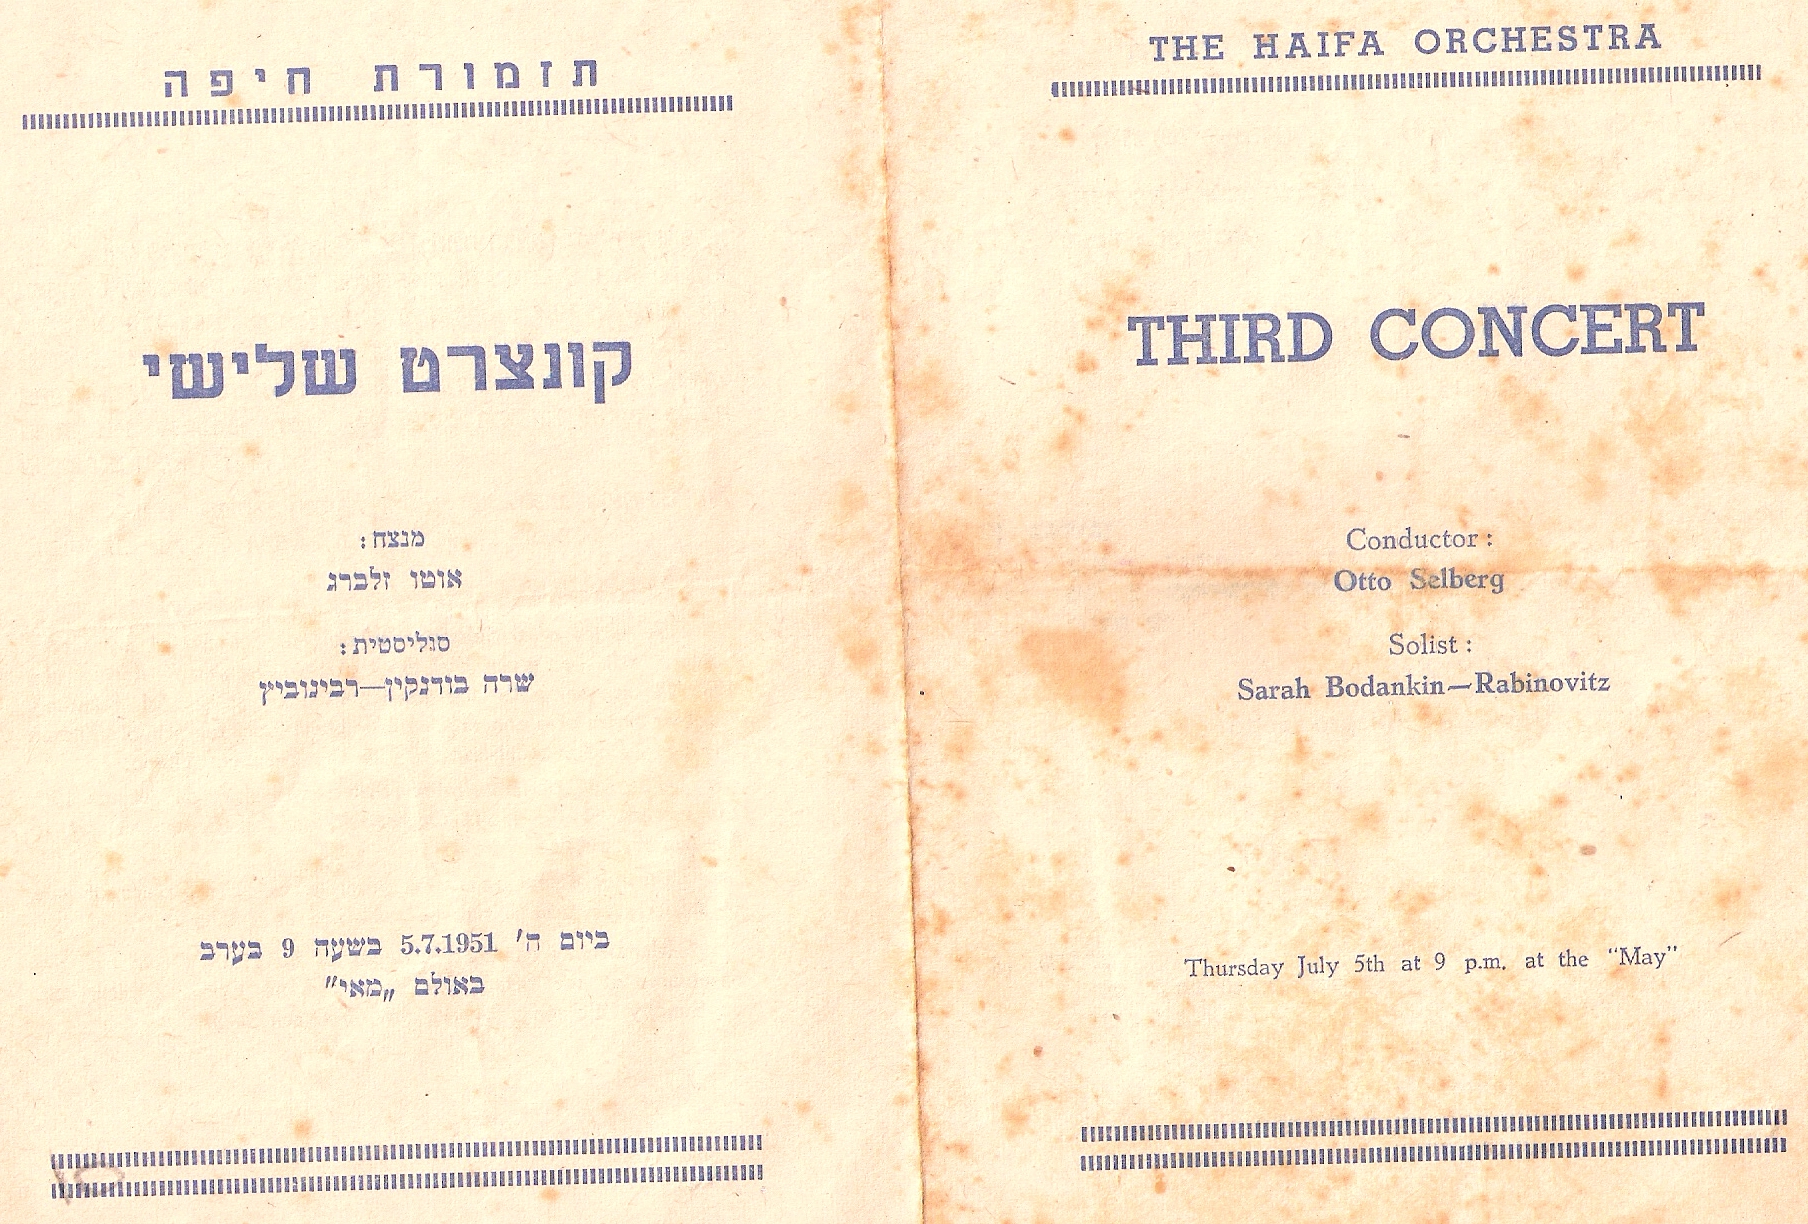 תזמורת חיפה
קונצרט שלישי
מנצח:
אוטו זלברג
סוליסטית:
שרה בודנקין—רבינוביץ
ביום ה' 5.7.1951 בשעה 9 בערב
באולם „מאי"
THE HAIFA ORCHESTRA
THIRD CONCERT
Conductor :
Otto Selberg
Solist :
Sarah Bodankin—Rabinovitz
Thursday July 5th at 9 p.m. at the "May"